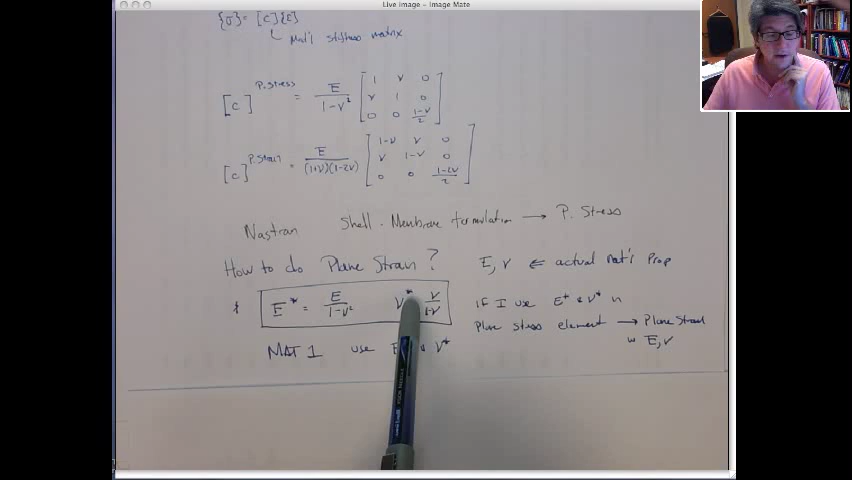 Live Image – Image Mate
{σ} = [C]{ε}
Mat'l stiffness matrix
[C]^P.Stress = E/(1-ν²) [1 ν 0; ν 1 0; 0 0 (1-ν)/2]
[C]^P.Strain = E/((1+ν)(1-2ν)) [1-ν ν 0; ν 1-ν 0; 0 0 (1-2ν)/2]
Nastran Shell - Membrane formulation → P. Stress
How to do Plane Strain?
E, ν ← actual mat'l Prop
* E* = E/(1-ν²) ν* ν/(1-ν)
MAT 1 use E ν*
If I use E* & ν* in
Plane stress element → Plane Strain
w E, ν